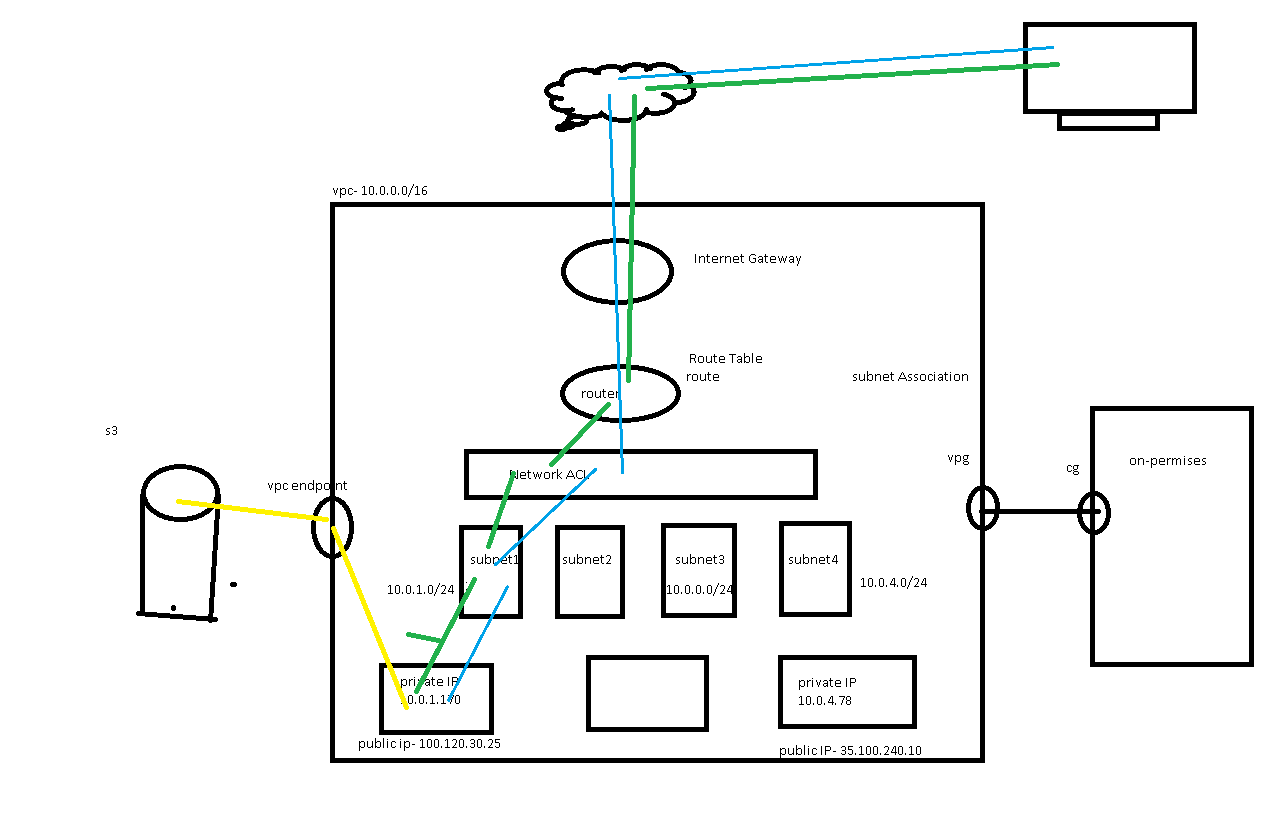 vpc- 10.0.0.0/16
Internet Gateway
Route Table
route
router
subnet Association
s3
vpc endpoint
Network ACL
vpg
cg
on-permises
subnet1
subnet2
subnet3
subnet4
10.0.1.0/24
10.0.0.0/24
10.0.4.0/24
private IP
10.0.1.170
private IP
10.0.4.78
public ip- 100.120.30.25
public IP- 35.100.240.10